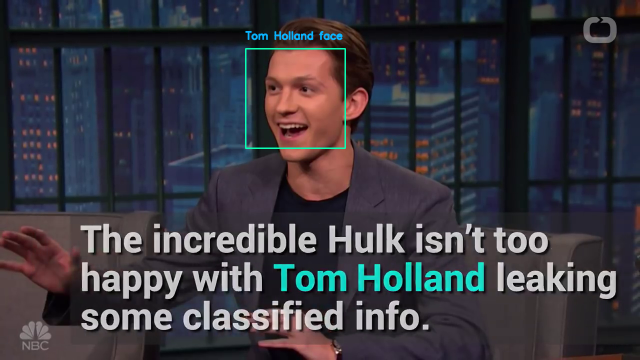 Tom Holland face
The incredible Hulk isn't too
happy with Tom Holland leaking
some classified info.
NBC